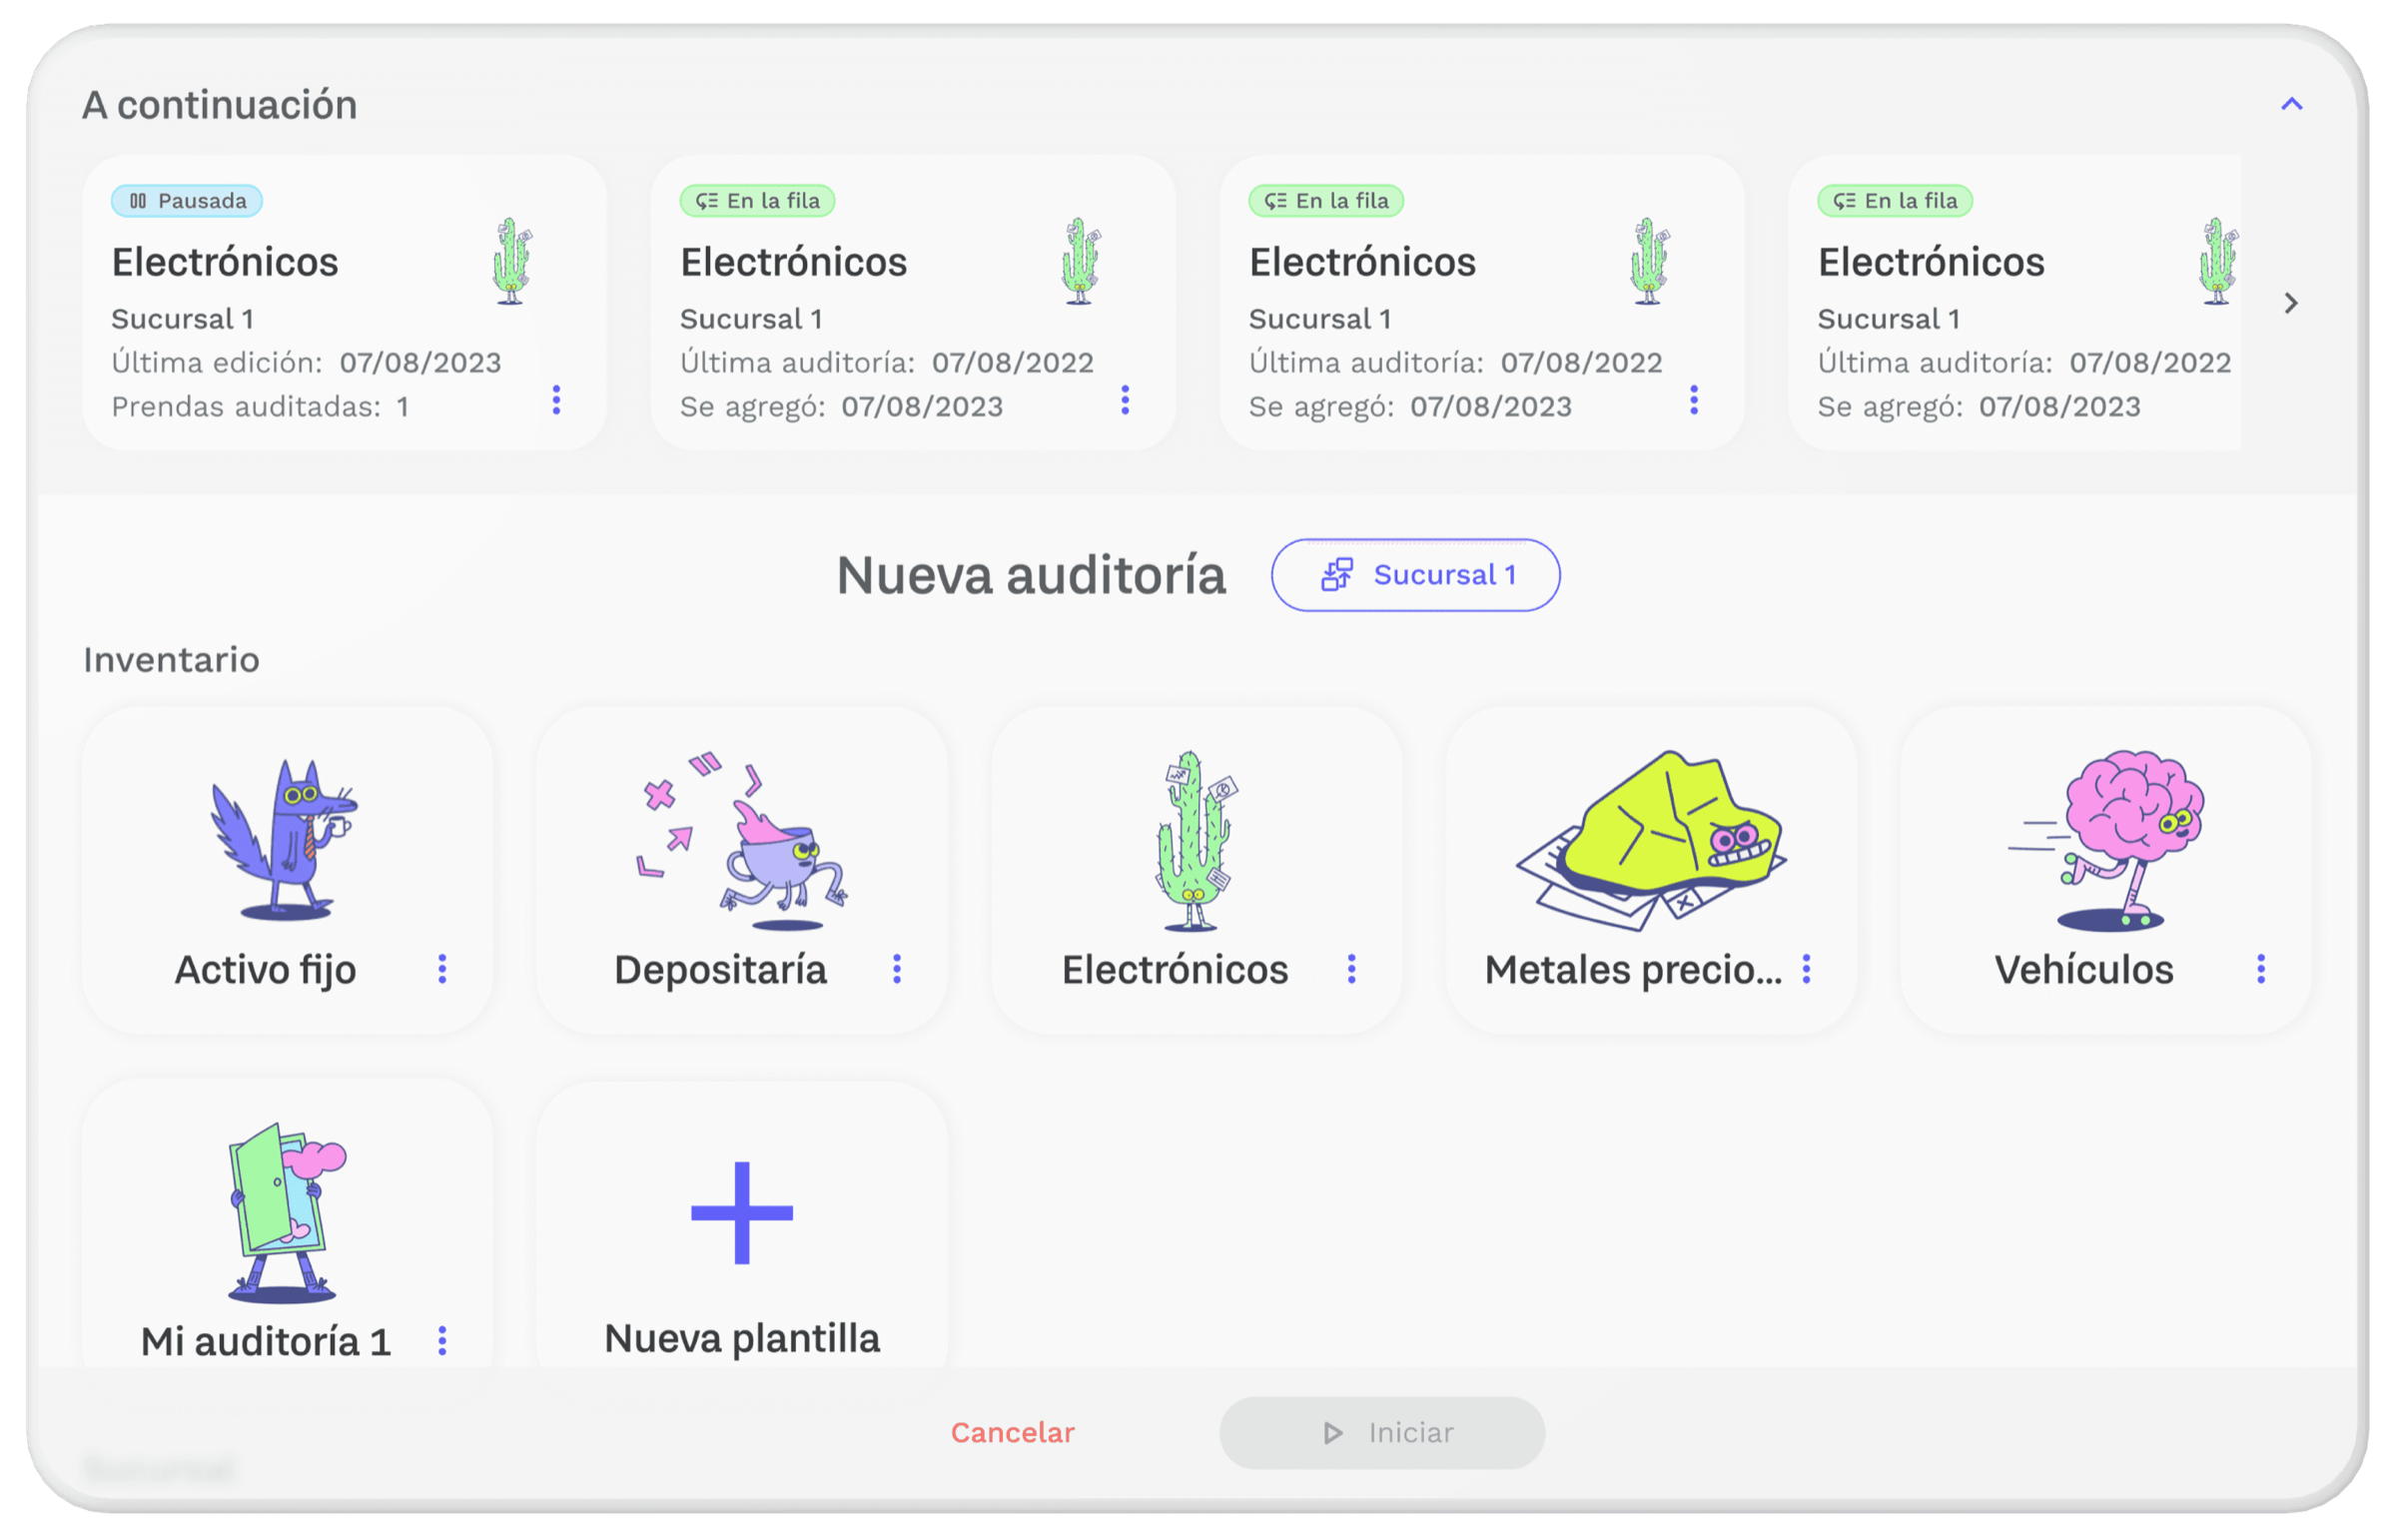 A continuación
Pausada
Electrónicos
Sucursal 1
Última edición: 07/08/2023
Prendas auditadas: 1
En la fila
Electrónicos
Sucursal 1
Última auditoría: 07/08/2022
Se agregó: 07/08/2023
En la fila
Electrónicos
Sucursal 1
Última auditoría: 07/08/2022
Se agregó: 07/08/2023
En la fila
Electrónicos
Sucursal 1
Última auditoría: 07/08/2022
Se agregó: 07/08/2023
Nueva auditoría
Sucursal 1
Inventario
Activo fijo
Depositaría
Electrónicos
Metales precio...
Vehículos
Mi auditoría 1
Nueva plantilla
Cancelar
Iniciar